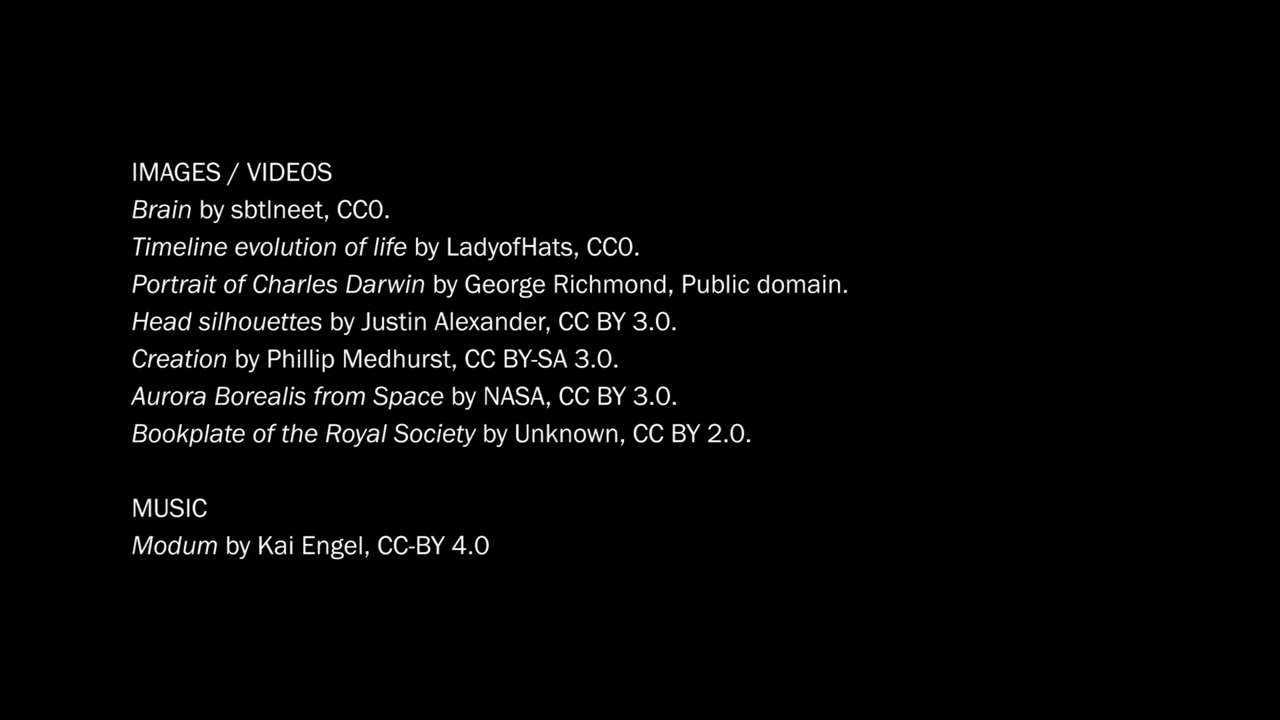 IMAGES / VIDEOS
Brain by sbtlneet, CC0.
Timeline evolution of life by LadyofHats, CC0.
Portrait of Charles Darwin by George Richmond, Public domain.
Head silhouettes by Justin Alexander, CC BY 3.0.
Creation by Phillip Medhurst, CC BY-SA 3.0.
Aurora Borealis from Space by NASA, CC BY 3.0.
Bookplate of the Royal Society by Unknown, CC BY 2.0.
MUSIC
Modum by Kai Engel, CC-BY 4.0